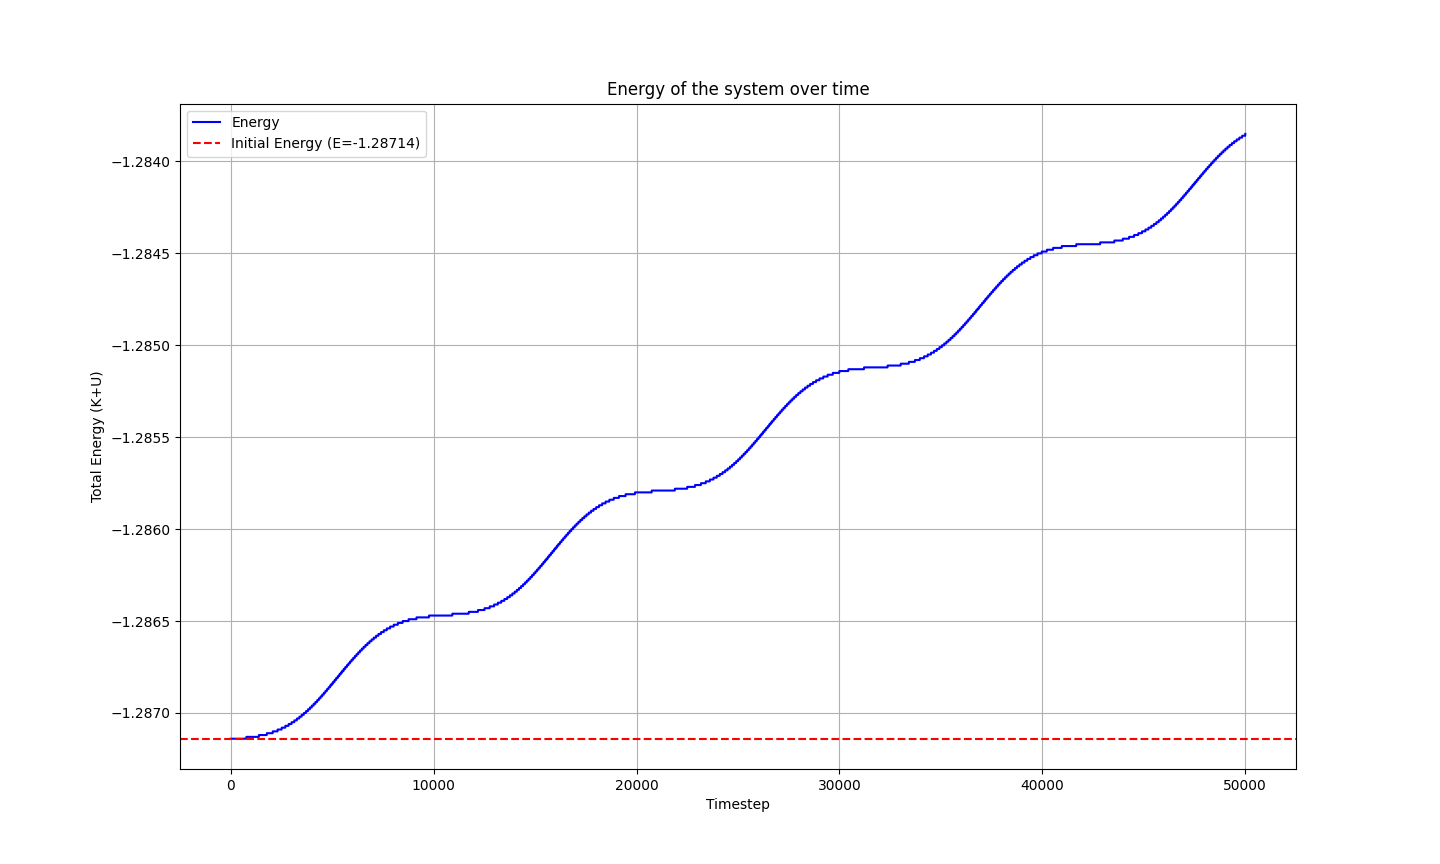 Energy of the system over time
Energy
Initial Energy (E=-1.28714)
−1.2840
−1.2845
−1.2850
−1.2855
−1.2860
−1.2865
−1.2870
Total Energy (K+U)
0
10000
20000
30000
40000
50000
Timestep